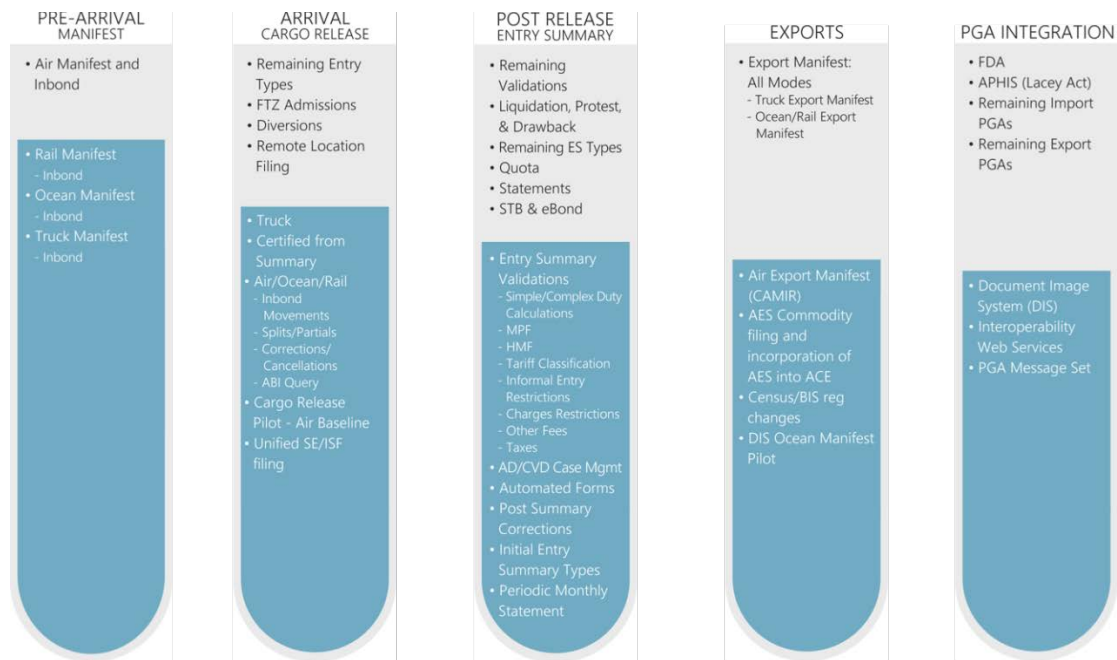 PRE-ARRIVAL
MANIFEST
• Air Manifest and
Inbond
• Rail Manifest
- Inbond
• Ocean Manifest
- Inbond
• Truck Manifest
- Inbond
ARRIVAL
CARGO RELEASE
• Remaining Entry
Types
• FTZ Admissions
• Diversions
• Remote Location
Filing
• Truck
• Certified from
Summary
• Air/Ocean/Rail
- Inbond
Movements
- Splits/Partials
- Corrections/
Cancellations
- ABI Query
• Cargo Release
Pilot - Air Baseline
• Unified SE/ISF
filing
POST RELEASE
ENTRY SUMMARY
• Remaining
Validations
• Liquidation, Protest,
& Drawback
• Remaining ES Types
• Quota
• Statements
• STB & eBond
• Entry Summary
Validations
- Simple/Complex Duty
Calculations
- MPF
- HMF
- Tariff Classification
- Informal Entry
Restrictions
- Charges Restrictions
- Other Fees
- Taxes
• AD/CVD Case Mgmt
• Automated Forms
• Post Summary
Corrections
• Initial Entry
Summary Types
• Periodic Monthly
Statement
EXPORTS
• Export Manifest:
All Modes
- Truck Export Manifest
- Ocean/Rail Export
Manifest
• Air Export Manifest
(CAMIR)
• AES Commodity
filing and
incorporation of
AES into ACE
• Census/BIS reg
changes
• DIS Ocean Manifest
Pilot
PGA INTEGRATION
• FDA
• APHIS (Lacey Act)
• Remaining Import
PGAs
• Remaining Export
PGAs
• Document Image
System (DIS)
• Interoperability
Web Services
• PGA Message Set